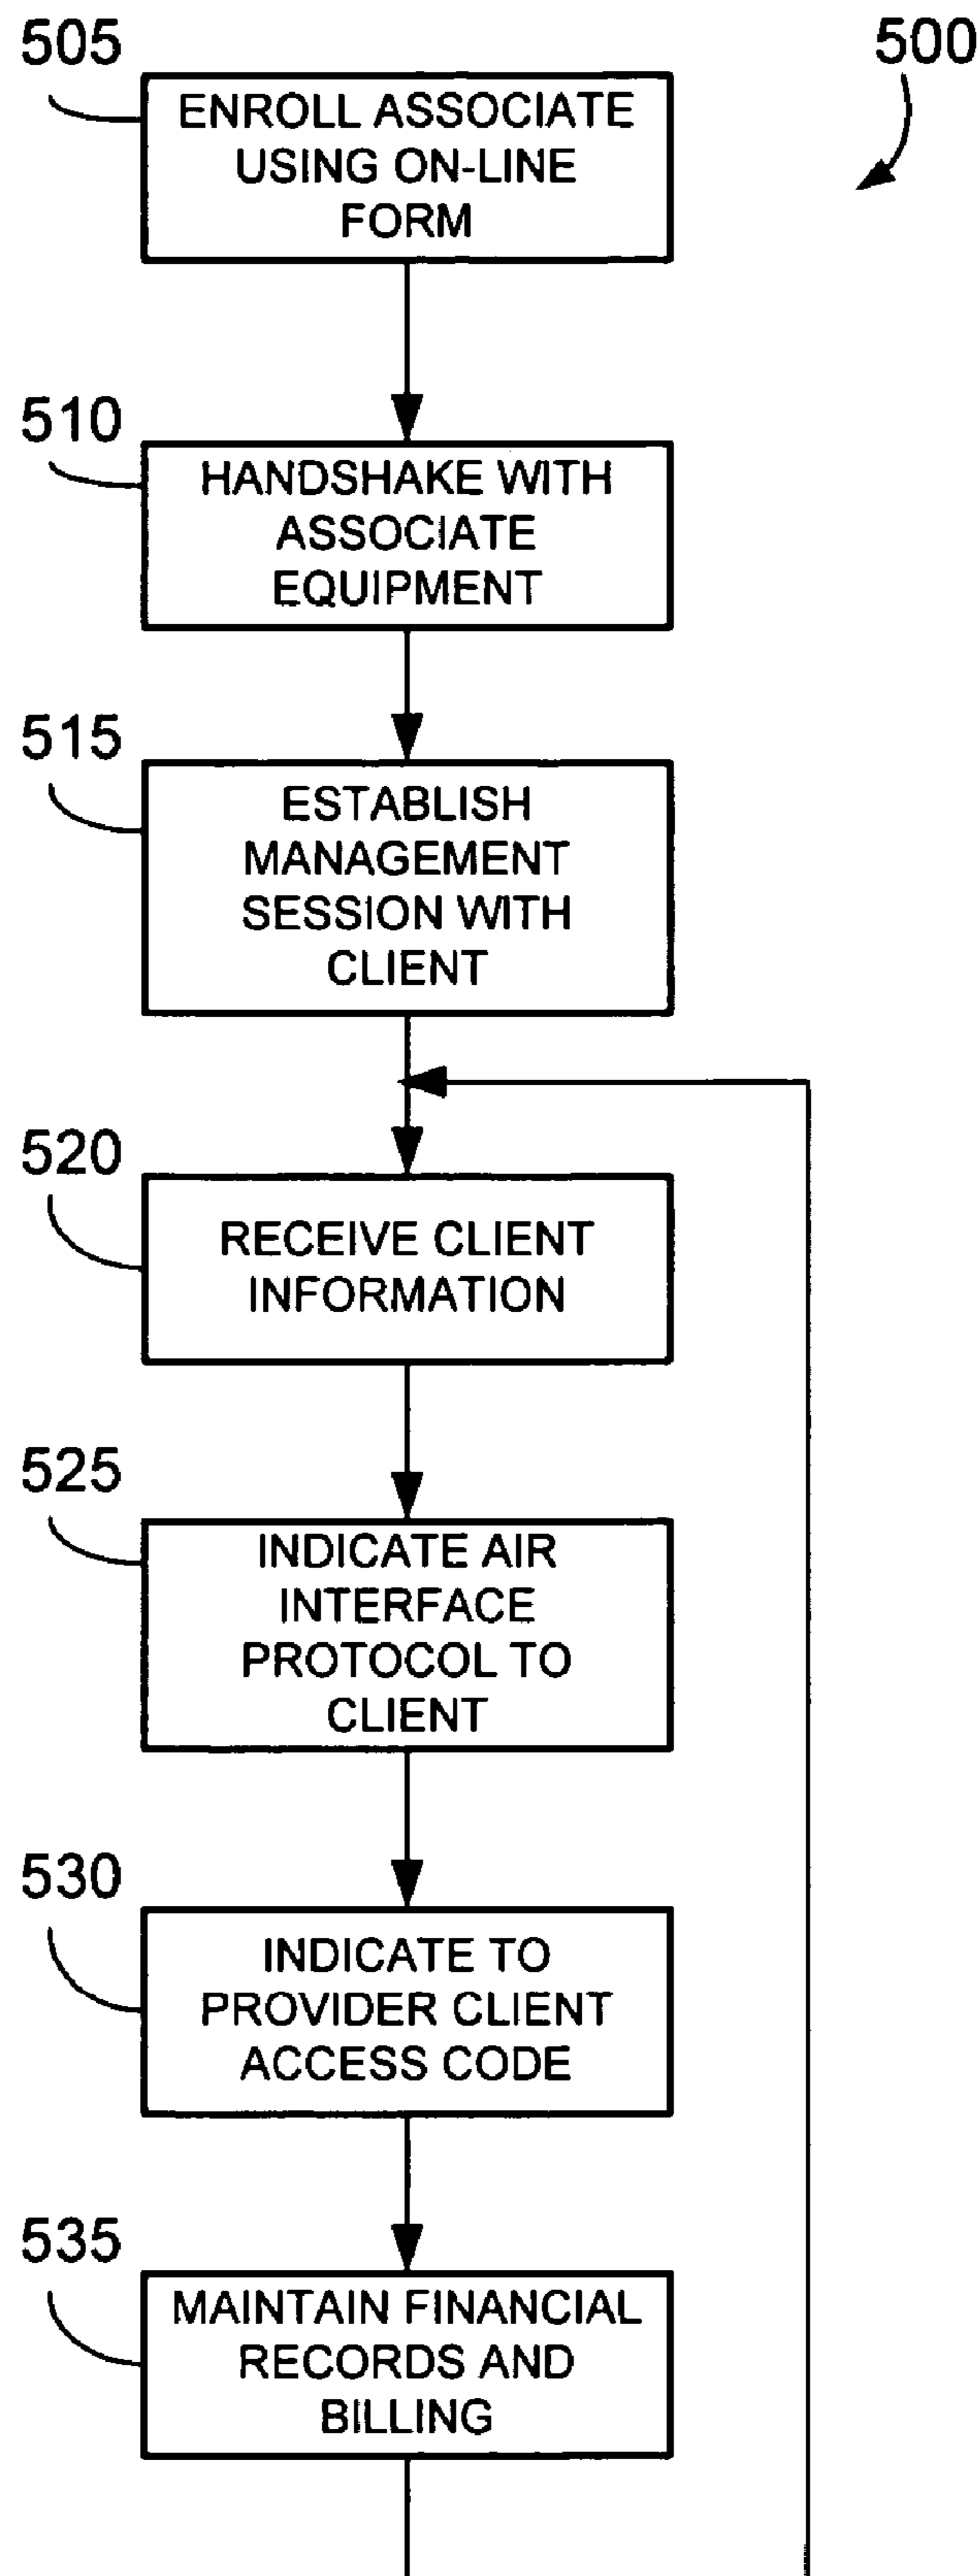 505
500
ENROLL ASSOCIATE
USING ON-LINE
FORM
510
HANDSHAKE WITH
ASSOCIATE
EQUIPMENT
515
ESTABLISH
MANAGEMENT
SESSION WITH
CLIENT
520
RECEIVE CLIENT
INFORMATION
525
INDICATE AIR
INTERFACE
PROTOCOL TO
CLIENT
530
INDICATE TO
PROVIDER CLIENT
ACCESS CODE
535
MAINTAIN FINANCIAL
RECORDS AND
BILLING